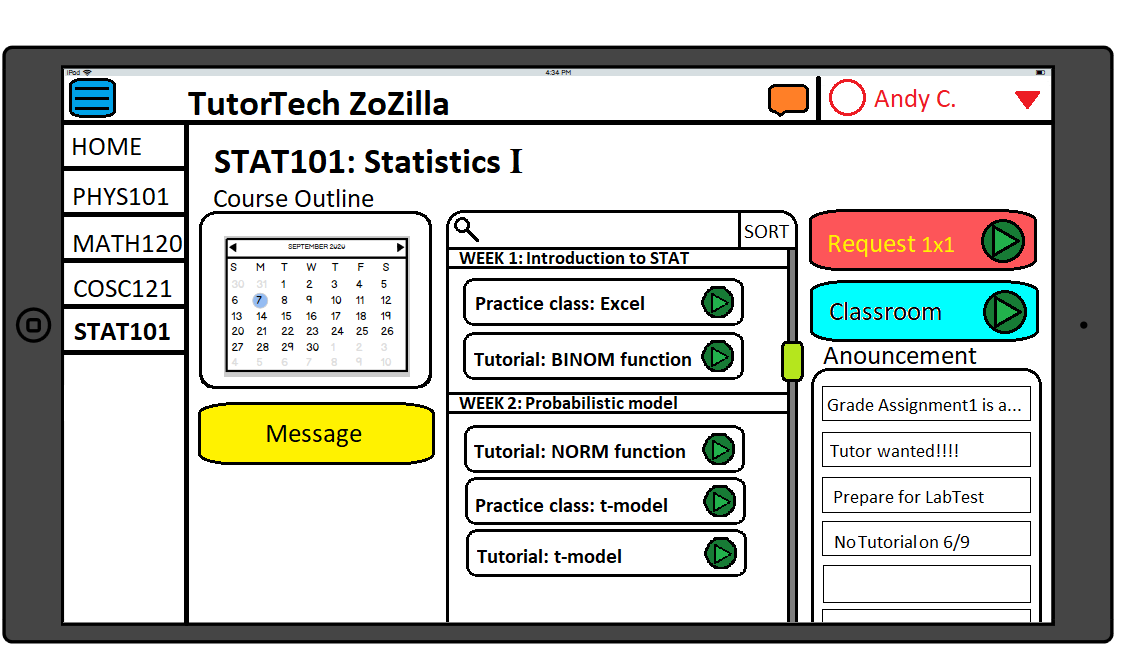 iPod
4:34 PM
TutorTech ZoZilla
Andy C.
HOME
PHYS101
MATH120
COSC121
STAT101
STAT101: Statistics I
Course Outline
SEPTEMBER 2020
S M T W T F S
30 31 1 2 3 4 5
6 7 8 9 10 11 12
13 14 15 16 17 18 19
20 21 22 23 24 25 26
27 28 29 30 1 2 3
4 5 6 7 8 9 10
Message
SORT
WEEK 1: Introduction to STAT
Practice class: Excel
Tutorial: BINOM function
WEEK 2: Probabilistic model
Tutorial: NORM function
Practice class: t-model
Tutorial: t-model
Request 1x1
Classroom
Anouncement
Grade Assignment1 is a...
Tutor wanted!!!!
Prepare for LabTest
No Tutorial on 6/9